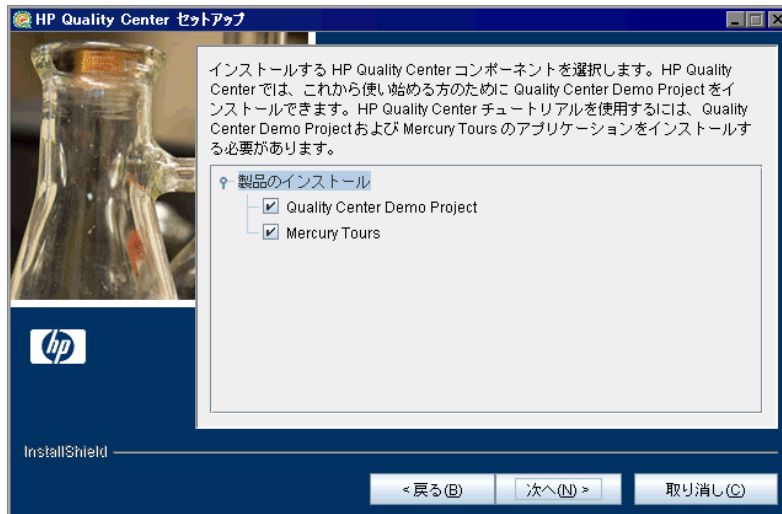 HP Quality Center セットアップ
インストールする HP Quality Center コンポーネントを選択します。HP Quality
Center では、これから使い始める方のために Quality Center Demo Project をイ
ンストールできます。HP Quality Center チュートリアルを使用するには、Quality
Center Demo Project および Mercury Tours のアプリケーションをインストールす
る必要があります。
製品のインストール
Quality Center Demo Project
Mercury Tours
hp
InstallShield
<戻る(B)
次へ(N) >
取り消し(C)